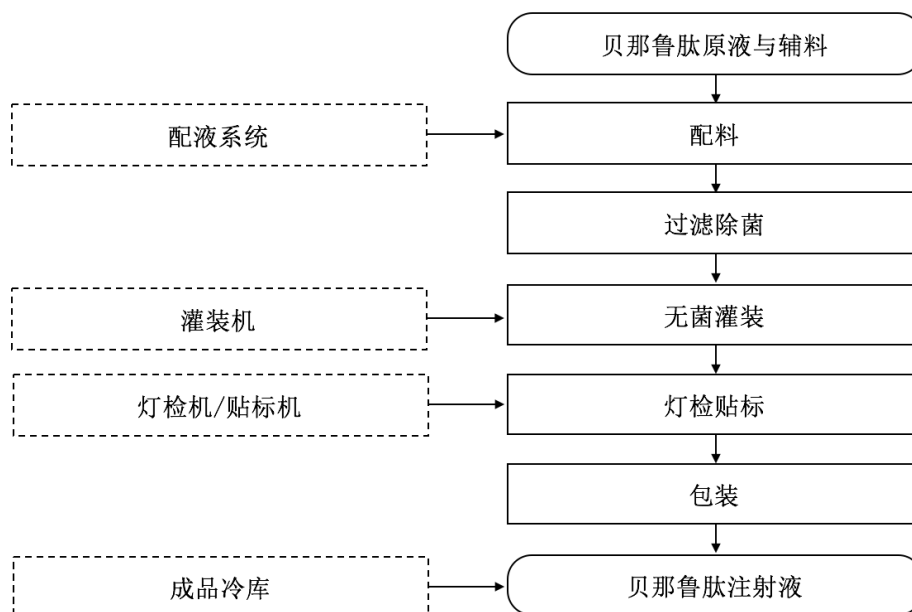 贝那鲁肽原液与辅料
配液系统
配料
过滤除菌
灌装机
无菌灌装
灯检机/贴标机
灯检贴标
包装
成品冷库
贝那鲁肽注射液